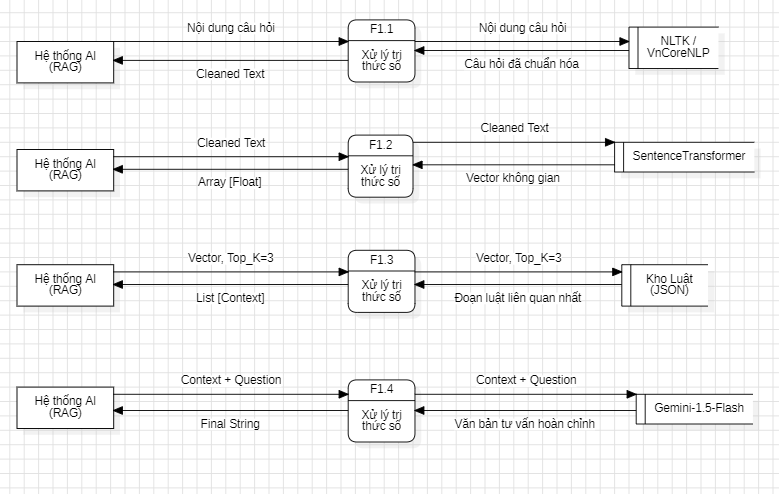 Nội dung câu hỏi
F1.1
Nội dung câu hỏi
Hệ thống AI
(RAG)
Xử lý tri
thức số
NLTK /
VnCoreNLP
Cleaned Text
Câu hỏi đã chuẩn hóa
Cleaned Text
F1.2
Cleaned Text
Hệ thống AI
(RAG)
Xử lý tri
thức số
SentenceTransformer
Array [Float]
Vector không gian
Vector, Top_K=3
F1.3
Vector, Top_K=3
Hệ thống AI
(RAG)
Xử lý tri
thức số
Kho Luật
(JSON)
List [Context]
Đoạn luật liên quan nhất
Context + Question
F1.4
Context + Question
Hệ thống AI
(RAG)
Xử lý tri
thức số
Gemini-1.5-Flash
Final String
Văn bản tư vấn hoàn chỉnh